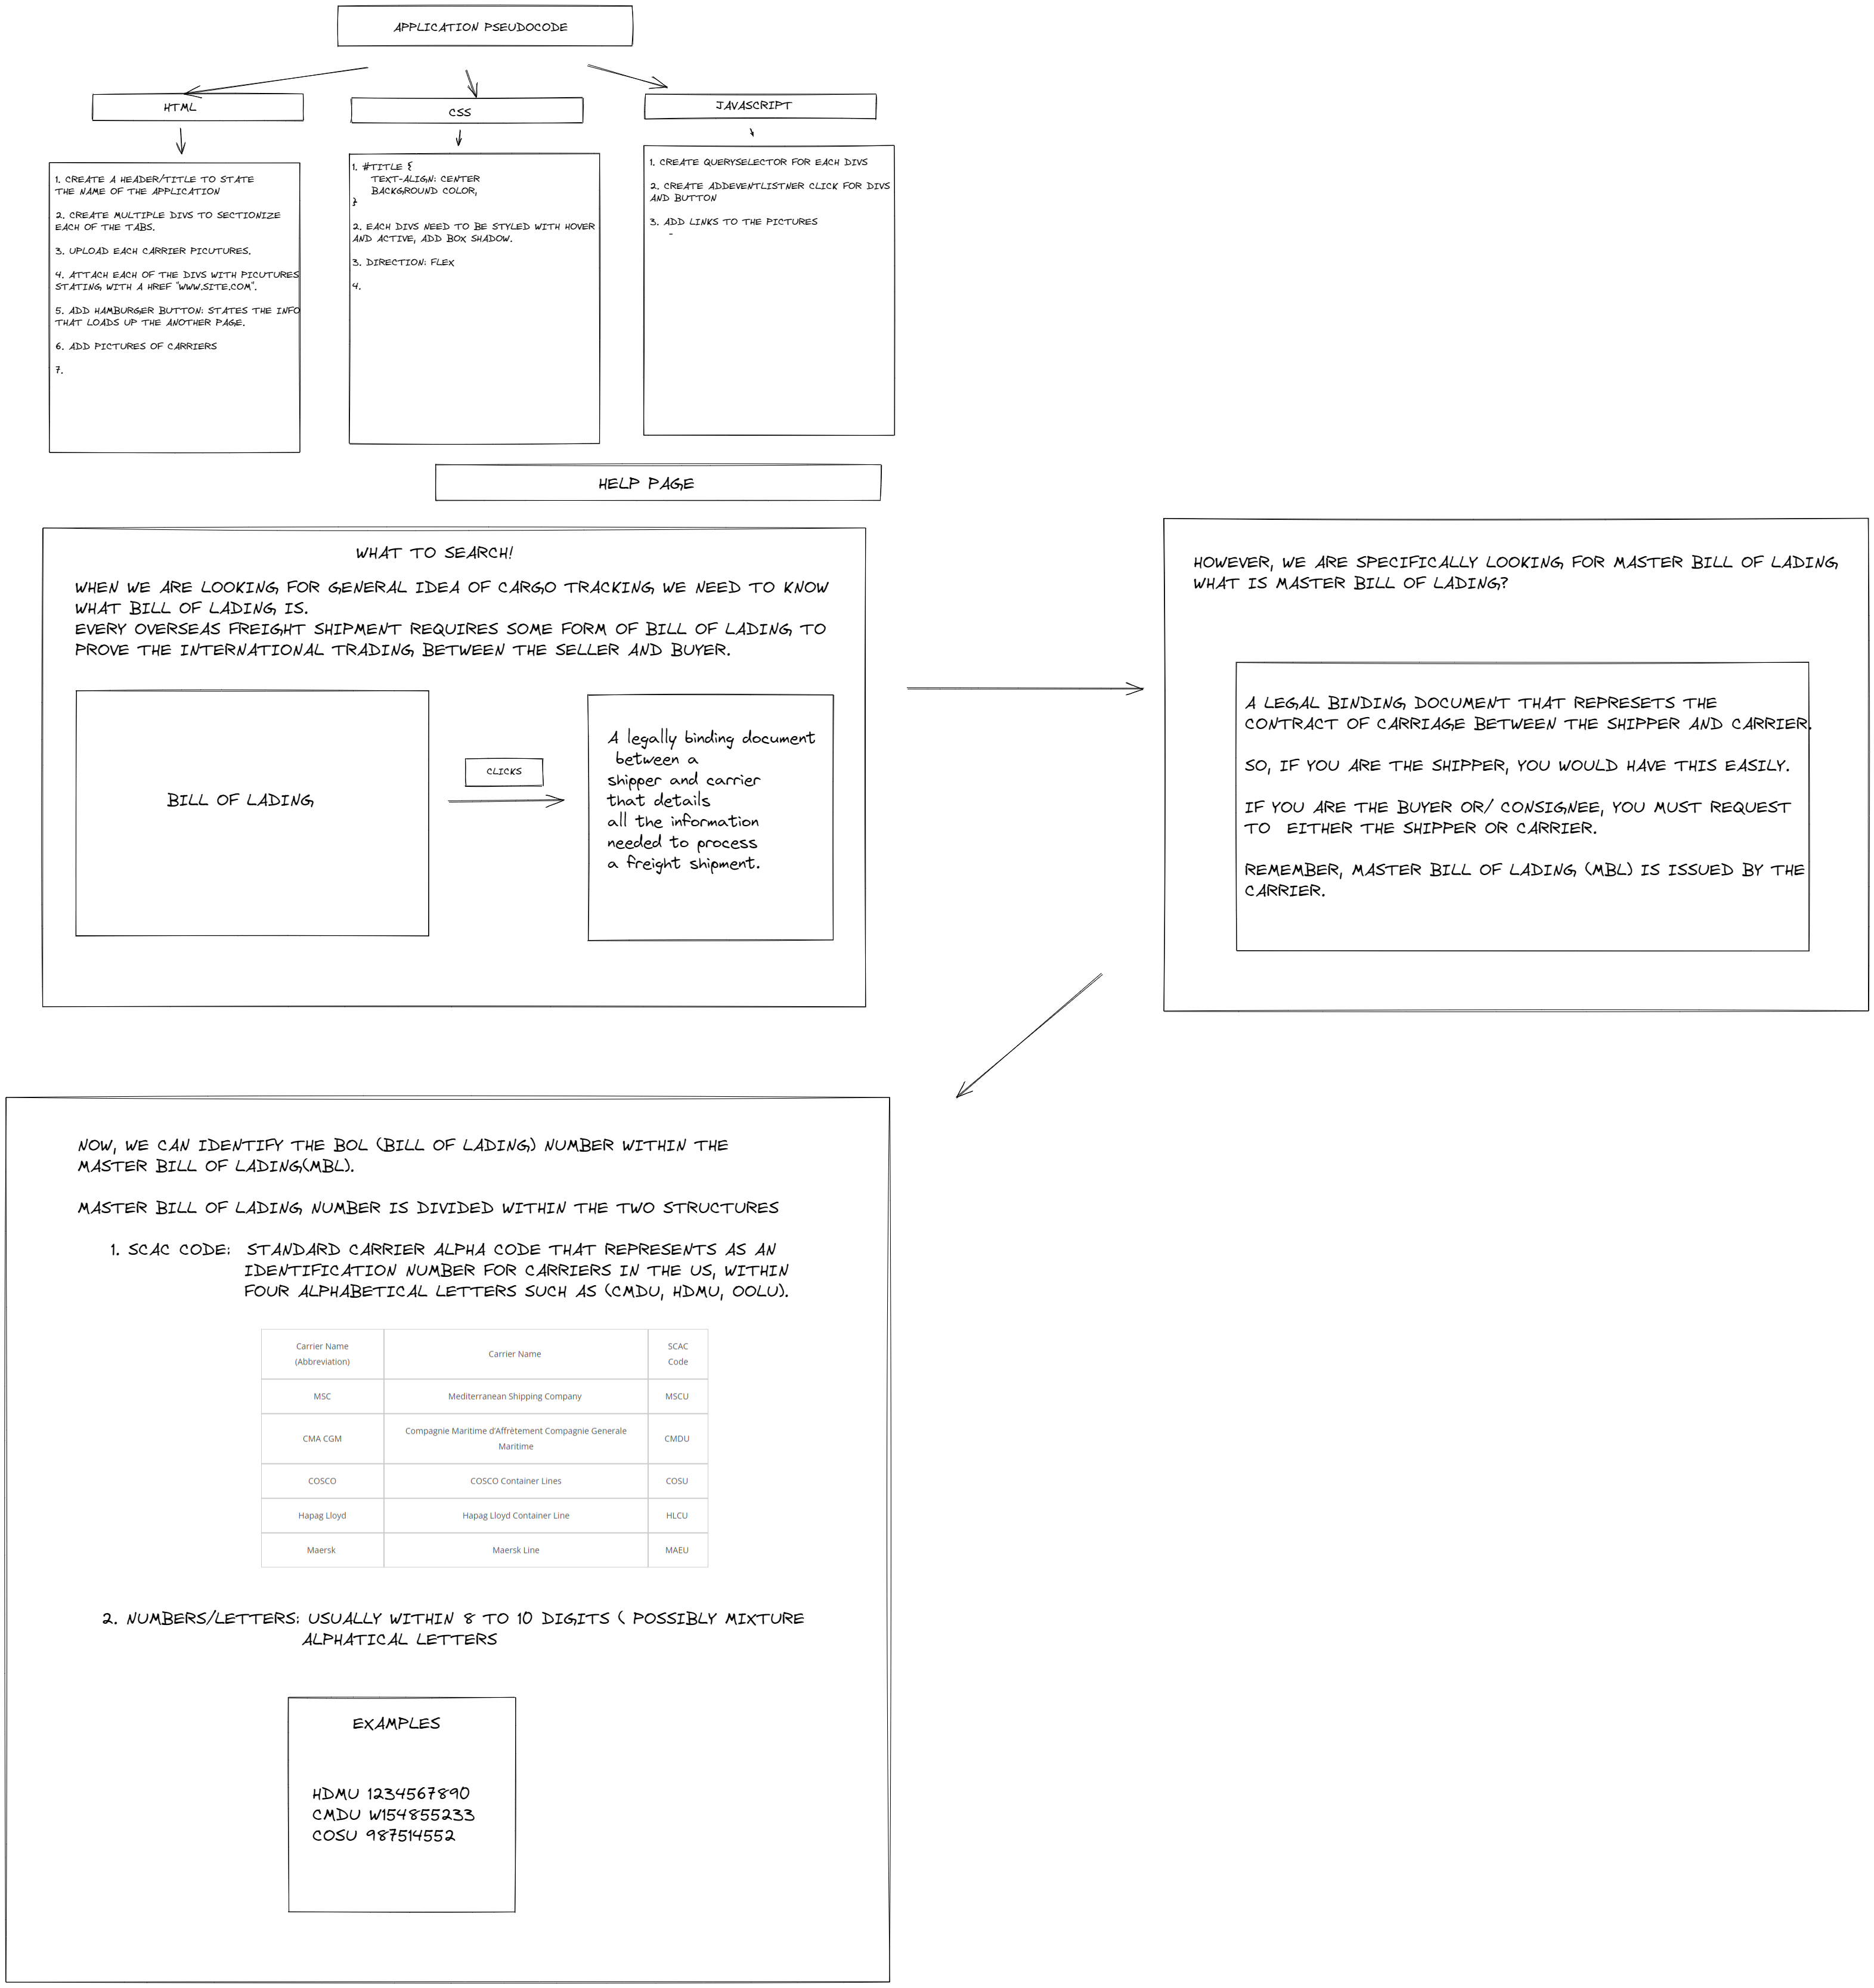 APPLICATION PSEUDOCODE
HTML
CSS
JAVASCRIPT
1. CREATE A HEADER/TITLE TO STATE
THE NAME OF THE APPLICATION
2. CREATE MULTIPLE DIVS TO SECTIONIZE
EACH OF THE TABS.
3. UPLOAD EACH CARRIER PICUTURES.
4. ATTACH EACH OF THE DIVS WITH PICUTURES
STATING WITH A HREF "WWW.SITE.COM".
5. ADD HAMBURGER BUTTON: STATES THE INFO
THAT LOADS UP THE ANOTHER PAGE.
6. ADD PICTURES OF CARRIERS
7.
1. #TITLE {
TEXT-ALIGN: CENTER
BACKGROUND COLOR,
}
2. EACH DIVS NEED TO BE STYLED WITH HOVER
AND ACTIVE, ADD BOX SHADOW.
3. DIRECTION: FLEX
4.
1. CREATE QUERYSELECTOR FOR EACH DIVS
2. CREATE ADDEVENTLISTNER CLICK FOR DIVS
AND BUTTON
3. ADD LINKS TO THE PICTURES
-
HELP PAGE
WHAT TO SEARCH!
WHEN WE ARE LOOKING FOR GENERAL IDEA OF CARGO TRACKING WE NEED TO KNOW
WHAT BILL OF LADING IS.
EVERY OVERSEAS FREIGHT SHIPMENT REQUIRES SOME FORM OF BILL OF LADING TO
PROVE THE INTERNATIONAL TRADING BETWEEN THE SELLER AND BUYER.
BILL OF LADING
CLICKS
A legally binding document
between a
shipper and carrier
that details
all the information
needed to process
a freight shipment.
HOWEVER, WE ARE SPECIFICALLY LOOKING FOR MASTER BILL OF LADING
WHAT IS MASTER BILL OF LADING?
A LEGAL BINDING DOCUMENT THAT REPRESETS THE
CONTRACT OF CARRIAGE BETWEEN THE SHIPPER AND CARRIER.
SO, IF YOU ARE THE SHIPPER, YOU WOULD HAVE THIS EASILY.
IF YOU ARE THE BUYER OR/ CONSIGNEE, YOU MUST REQUEST
TO EITHER THE SHIPPER OR CARRIER.
REMEMBER, MASTER BILL OF LADING (MBL) IS ISSUED BY THE
CARRIER.
NOW, WE CAN IDENTIFY THE BOL (BILL OF LADING) NUMBER WITHIN THE
MASTER BILL OF LADING(MBL).
MASTER BILL OF LADING NUMBER IS DIVIDED WITHIN THE TWO STRUCTURES
1. SCAC CODE: STANDARD CARRIER ALPHA CODE THAT REPRESENTS AS AN
IDENTIFICATION NUMBER FOR CARRIERS IN THE US, WITHIN
FOUR ALPHABETICAL LETTERS SUCH AS (CMDU, HDMU, OOLU).
Carrier Name
(Abbreviation)
Carrier Name
SCAC
Code
MSC Mediterranean Shipping Company MSCU
CMA CGM
Compagnie Maritime d'Affrètement Compagnie Generale
Maritime
CMDU
COSCO COSCO Container Lines COSU
Hapag Lloyd Hapag Lloyd Container Line HLCU
Maersk Maersk Line MAEU
2. NUMBERS/LETTERS: USUALLY WITHIN 8 TO 10 DIGITS ( POSSIBLY MIXTURE
ALPHATICAL LETTERS
EXAMPLES
HDMU 1234567890
CMDU W154855233
COSU 987514552